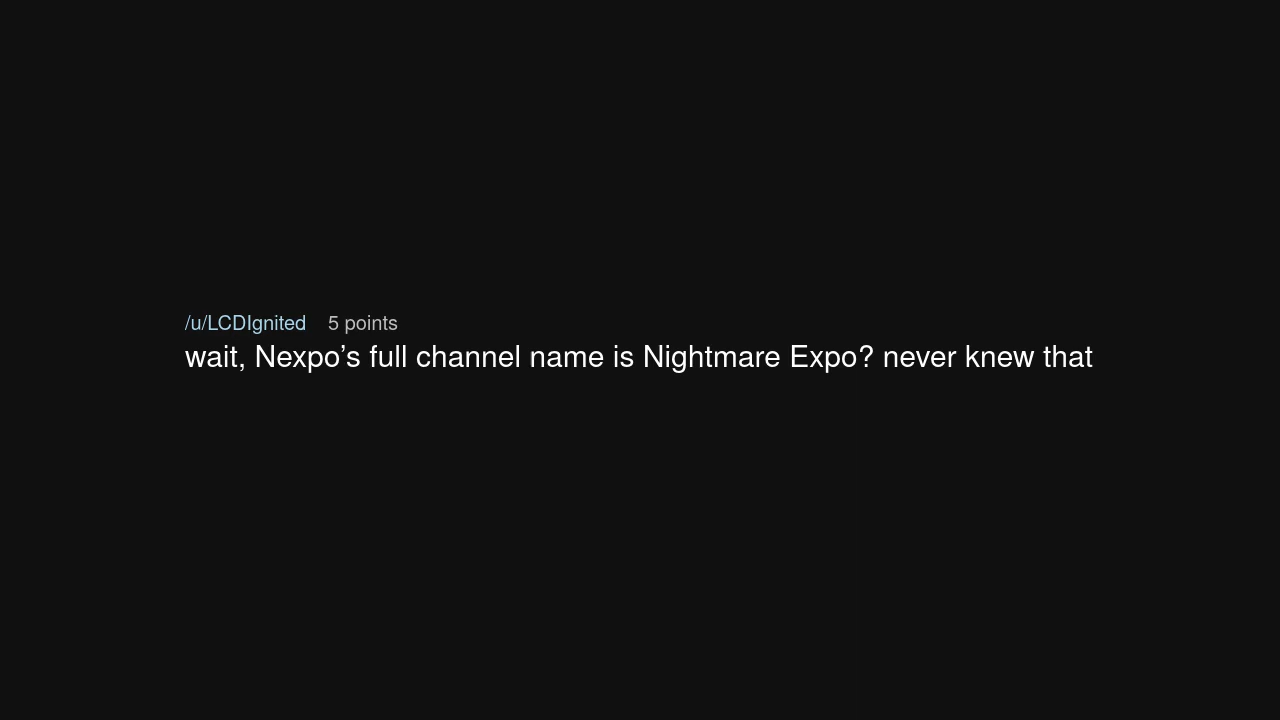 /u/LCDIgnited 5 points
wait, Nexpo’s full channel name is Nightmare Expo? never knew that